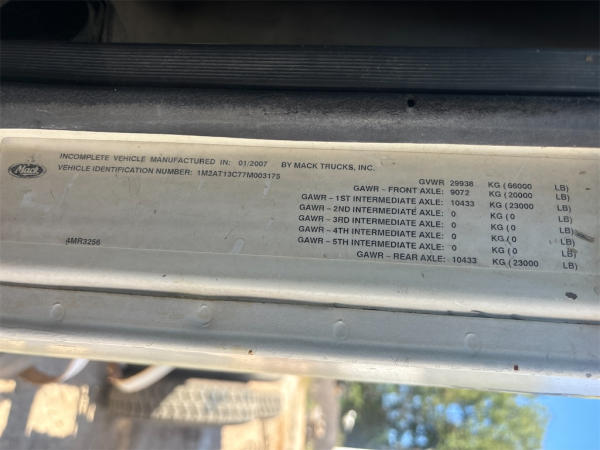 Mack
INCOMPLETE VEHICLE MANUFACTURED IN: 01/2007 BY MACK TRUCKS, INC.
VEHICLE IDENTIFICATION NUMBER: 1M2AT13C77M003175
GVWR 29938 KG ( 66000 LB)
GAWR - FRONT AXLE: 9072 KG ( 20000 LB)
GAWR - 1ST INTERMEDIATE AXLE: 10433 KG ( 23000 LB)
GAWR - 2ND INTERMEDIATE AXLE: 0 KG ( 0 LB)
GAWR - 3RD INTERMEDIATE AXLE: 0 KG ( 0 LB)
GAWR - 4TH INTERMEDIATE AXLE: 0 KG ( 0 LB)
GAWR - 5TH INTERMEDIATE AXLE: 0 KG ( 0 LB)
GAWR - REAR AXLE: 10433 KG ( 23000 LB)
4MR3256